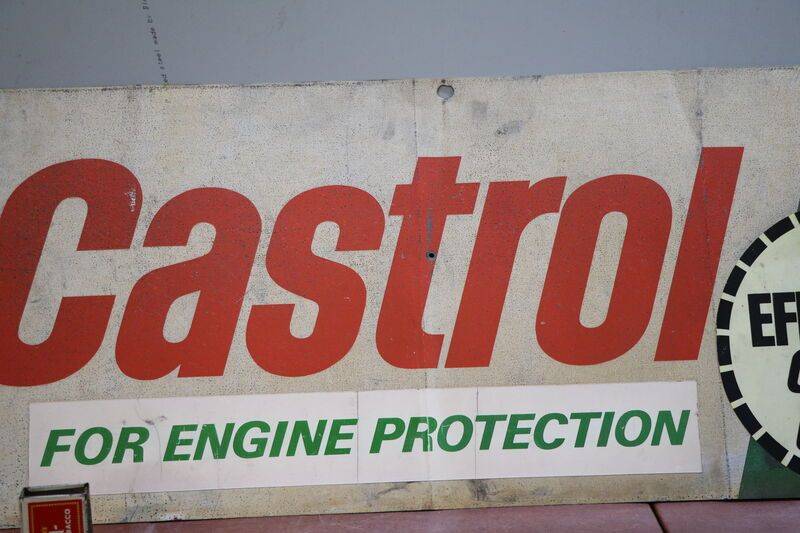 Castrol
FOR ENGINE PROTECTION